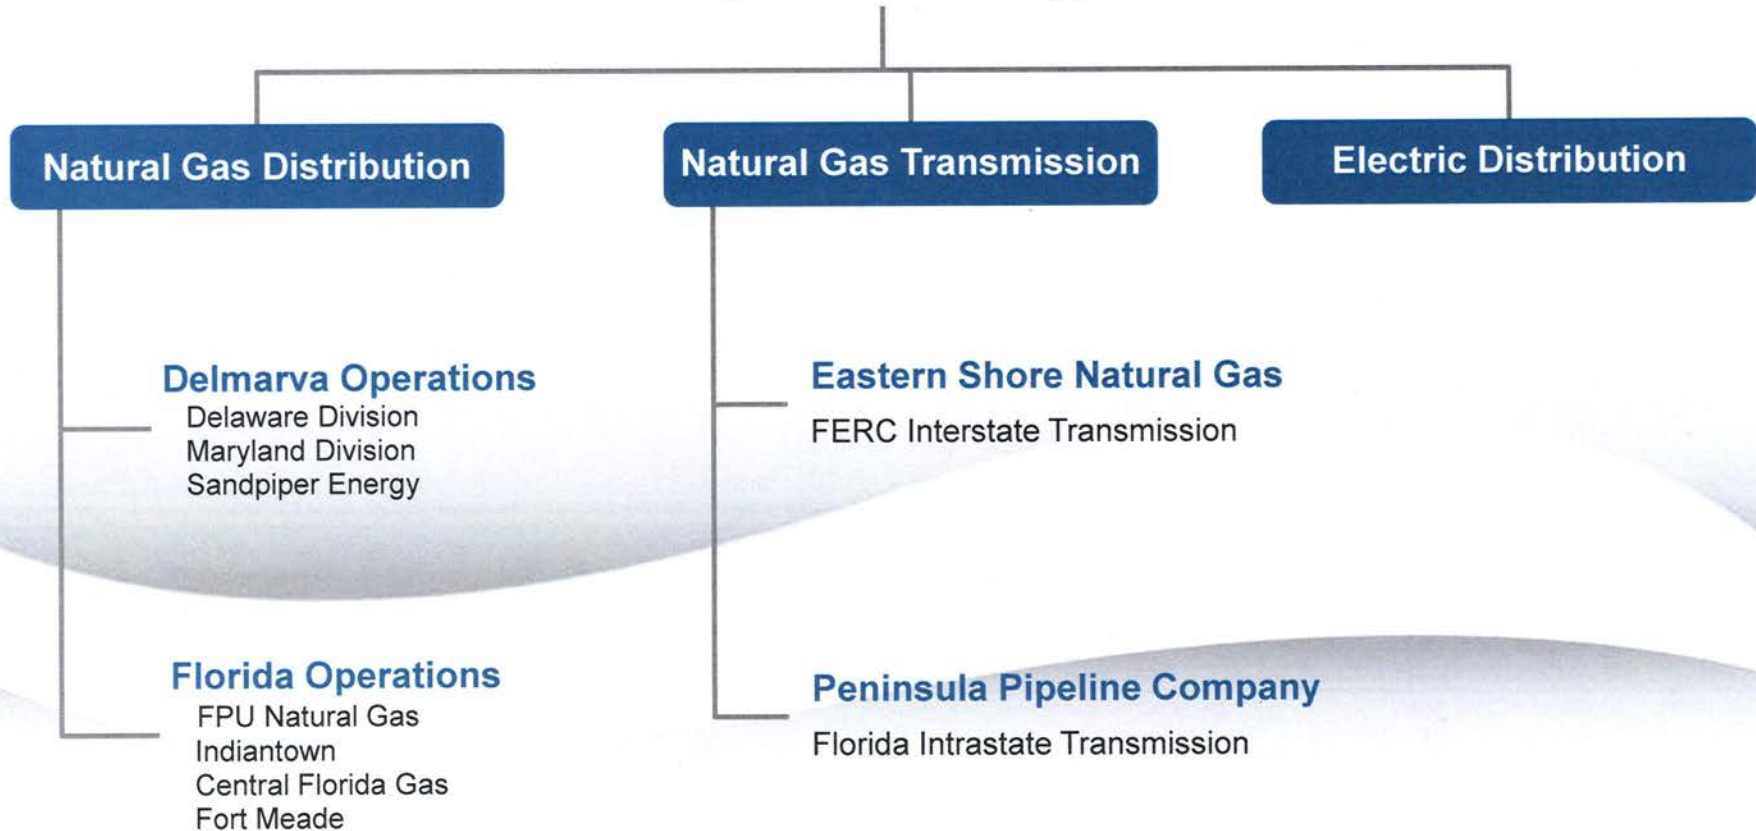 Natural Gas Distribution
Natural Gas Transmission
Electric Distribution
Delmarva Operations
Delaware Division
Maryland Division
Sandpiper Energy
Eastern Shore Natural Gas
FERC Interstate Transmission
Florida Operations
FPU Natural Gas
Indiantown
Central Florida Gas
Fort Meade
Peninsula Pipeline Company
Florida Intrastate Transmission